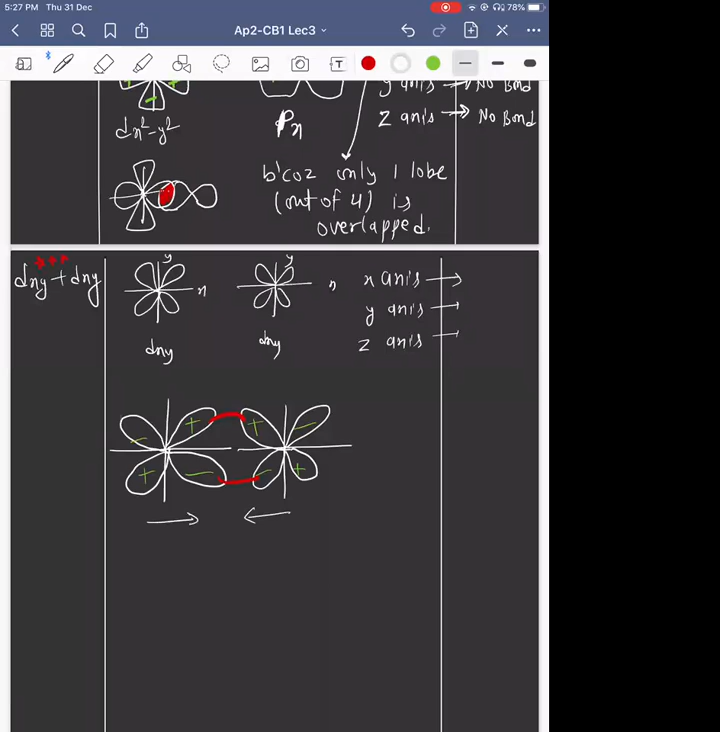 5:27 PM Thu 31 Dec
78%
Ap2-CB1 Lec3
T
y axis → No Bond
dx²-y²
Px
z axis → No Bond
b'coz only 1 lobe
(out of 4) is
overlapped.
dxy + dxy
y
x
y
x
x axis →
y axis →
z axis →
dxy
dxy
- + + -
+ - - +